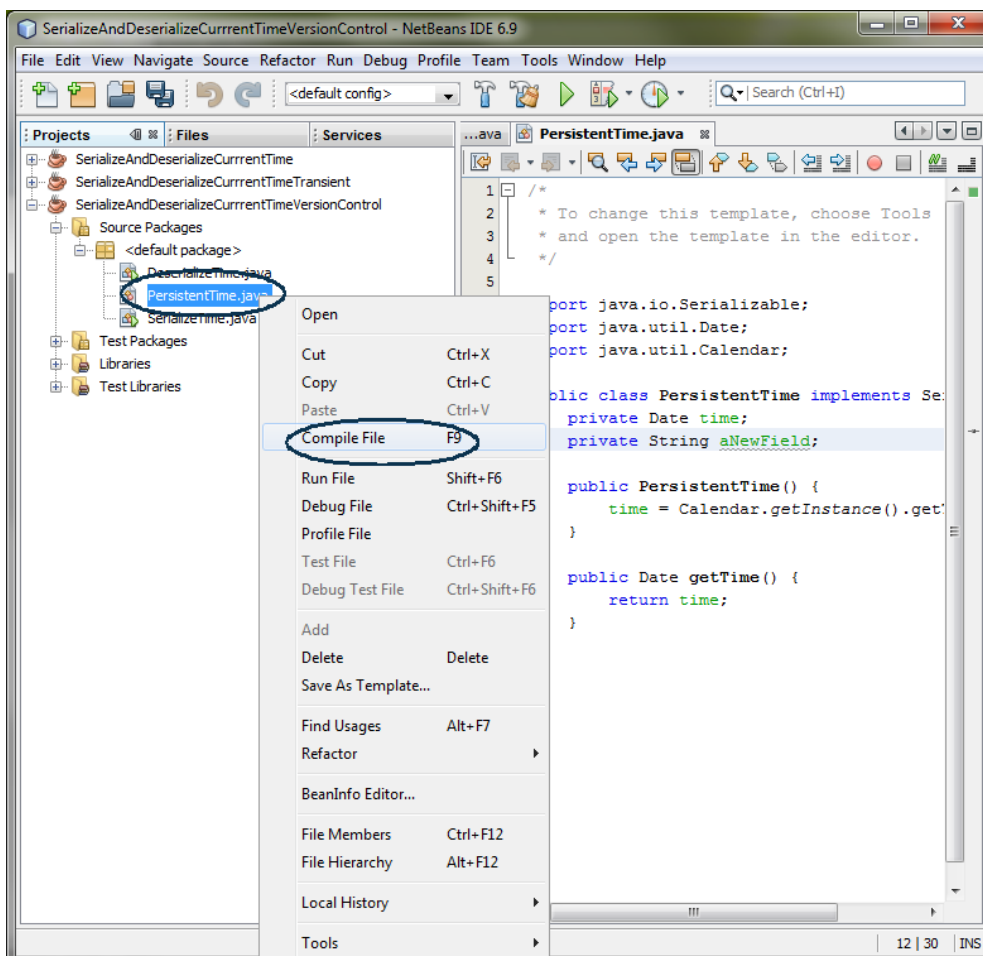 SerializeAndDeserializeCurrrentTimeVersionControl - NetBeans IDE 6.9
File Edit View Navigate Source Refactor Run Debug Profile Team Tools Window Help
<default config>
Search (Ctrl+I)
Projects
Files
Services
...ava
PersistentTime.java
SerializeAndDeserializeCurrrentTime
SerializeAndDeserializeCurrrentTimeTransient
SerializeAndDeserializeCurrrentTimeVersionControl
Source Packages
<default package>
DeserializeTime.java
PersistentTime.java
SerializeTime.java
Test Packages
Libraries
Test Libraries
Open
Cut Ctrl+X
Copy Ctrl+C
Paste Ctrl+V
Compile File F9
Run File Shift+F6
Debug File Ctrl+Shift+F5
Profile File
Test File Ctrl+F6
Debug Test File Ctrl+Shift+F6
Add
Delete Delete
Save As Template...
Find Usages Alt+F7
Refactor
BeanInfo Editor...
File Members Ctrl+F12
File Hierarchy Alt+F12
Local History
Tools
1 /*
2 * To change this template, choose Tools
3 * and open the template in the editor.
4 */
5
port java.io.Serializable;
port java.util.Date;
port java.util.Calendar;
blic class PersistentTime implements Se
private Date time;
private String aNewField;
public PersistentTime() {
time = Calendar.getInstance().get
}
public Date getTime() {
return time;
}
12 | 30 INS